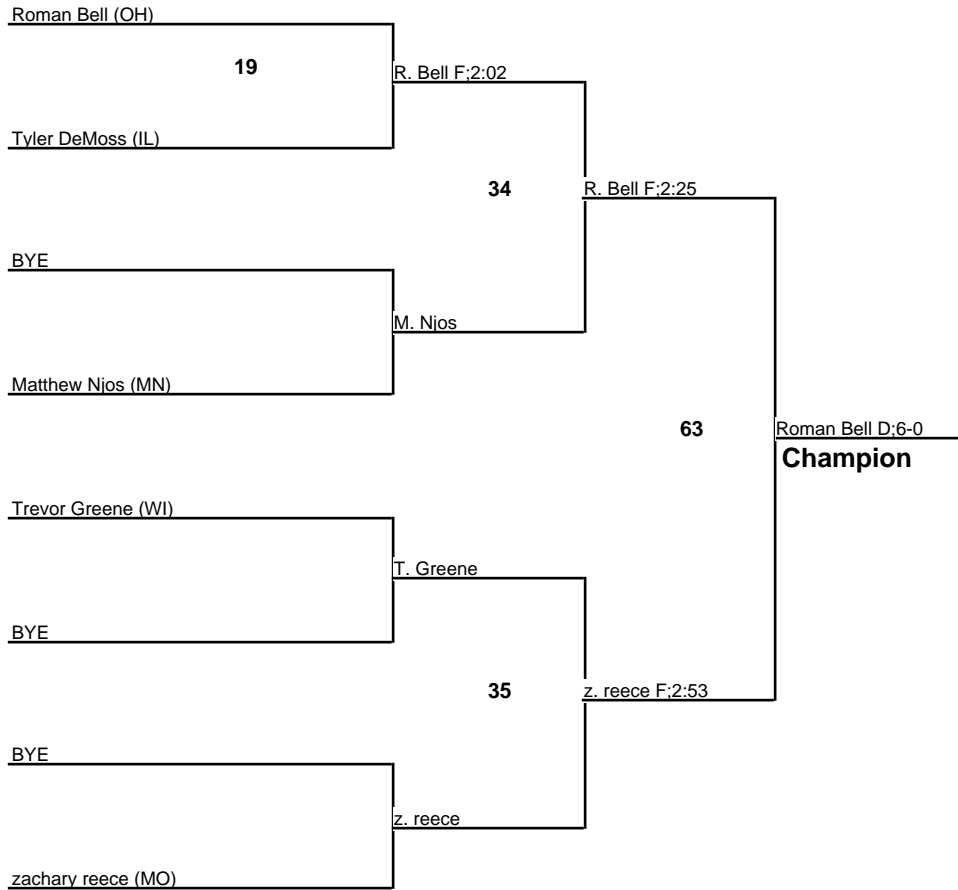 Roman Bell (OH)
19
R. Bell F;2:02
Tyler DeMoss (IL)
34
R. Bell F;2:25
BYE
M. Njos
Matthew Njos (MN)
63
Roman Bell D;6-0
Champion
Trevor Greene (WI)
T. Greene
BYE
35
z. reece F;2:53
BYE
z. reece
zachary reece (MO)